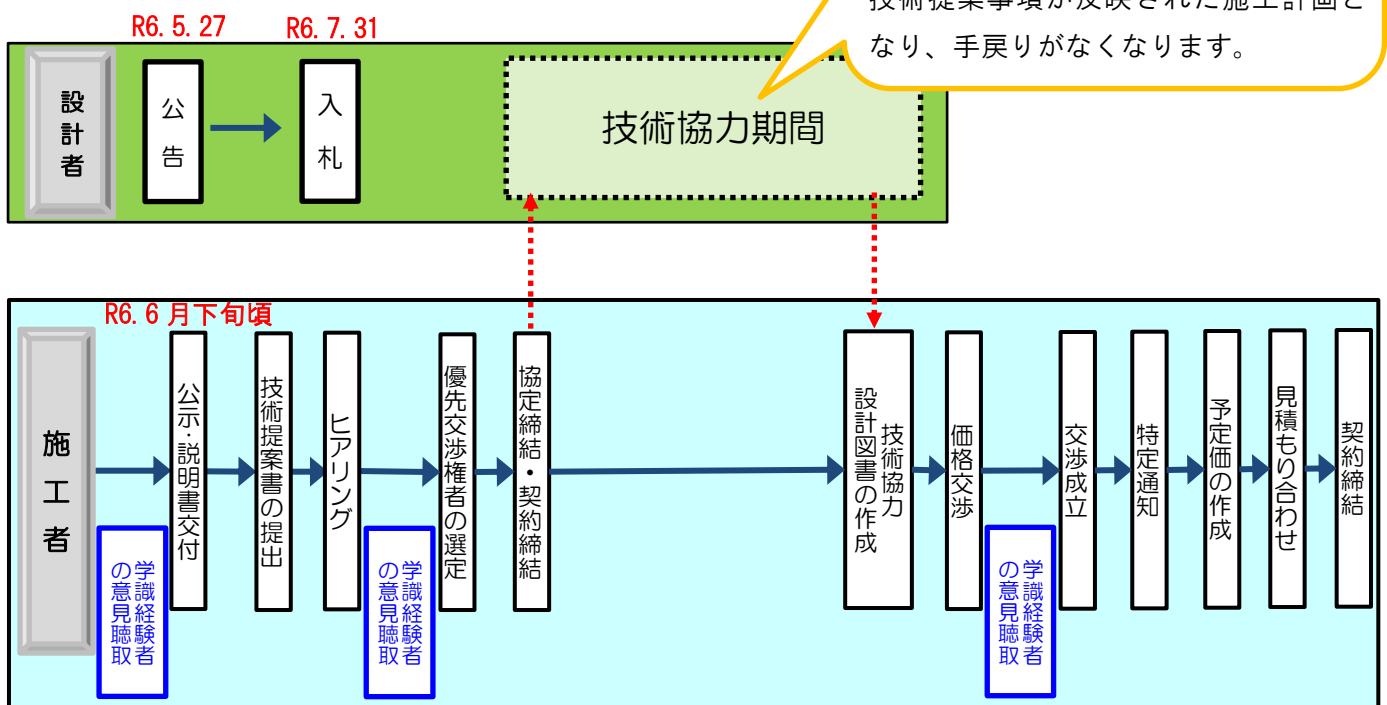 技術提案事項が反映された施工計画と
なり、手戻りがなくなります。
R6.5.27
R6.7.31
設計者
公告
入札
技術協力期間
R6.6月下旬頃
施工者
学識経験者
の意見聴取
公示・説明書交付
技術提案書の提出
ヒアリング
学識経験者
の意見聴取
優先交渉権者の選定
協定締結・契約締結
技術協力
設計図書の作成
価格交渉
学識経験者
の意見聴取
交渉成立
特定通知
予定価の作成
見積もり合わせ
契約締結